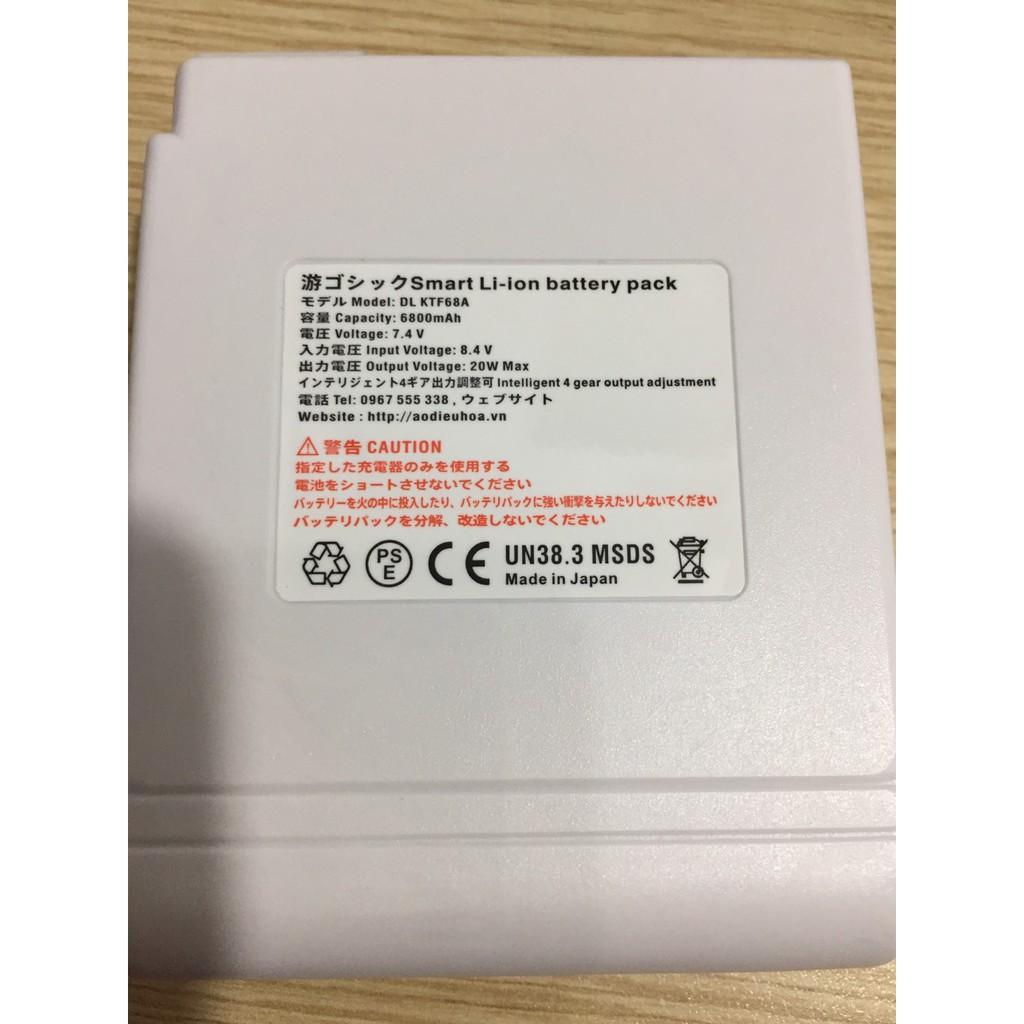 游ゴシックSmart Li-ion battery pack
モデル Model: DL KTF68A
容量 Capacity: 6800mAh
電圧 Voltage: 7.4 V
入力電圧 Input Voltage: 8.4 V
出力電圧 Output Voltage: 20W Max
インテリジェント4ギア出力調整可 Intelligent 4 gear output adjustment
電話 Tel: 0967 555 338 , ウェブサイト
Website : http://aodieuhoa.vn
警告 CAUTION
指定した充電器のみを使用する
電池をショートさせないでください
バッテリーを火の中に投入したり、バッテリパックに強い衝撃を与えたりしないでください
バッテリパックを分解、改造しないでください
PS
E
CE
UN38.3 MSDS
Made in Japan